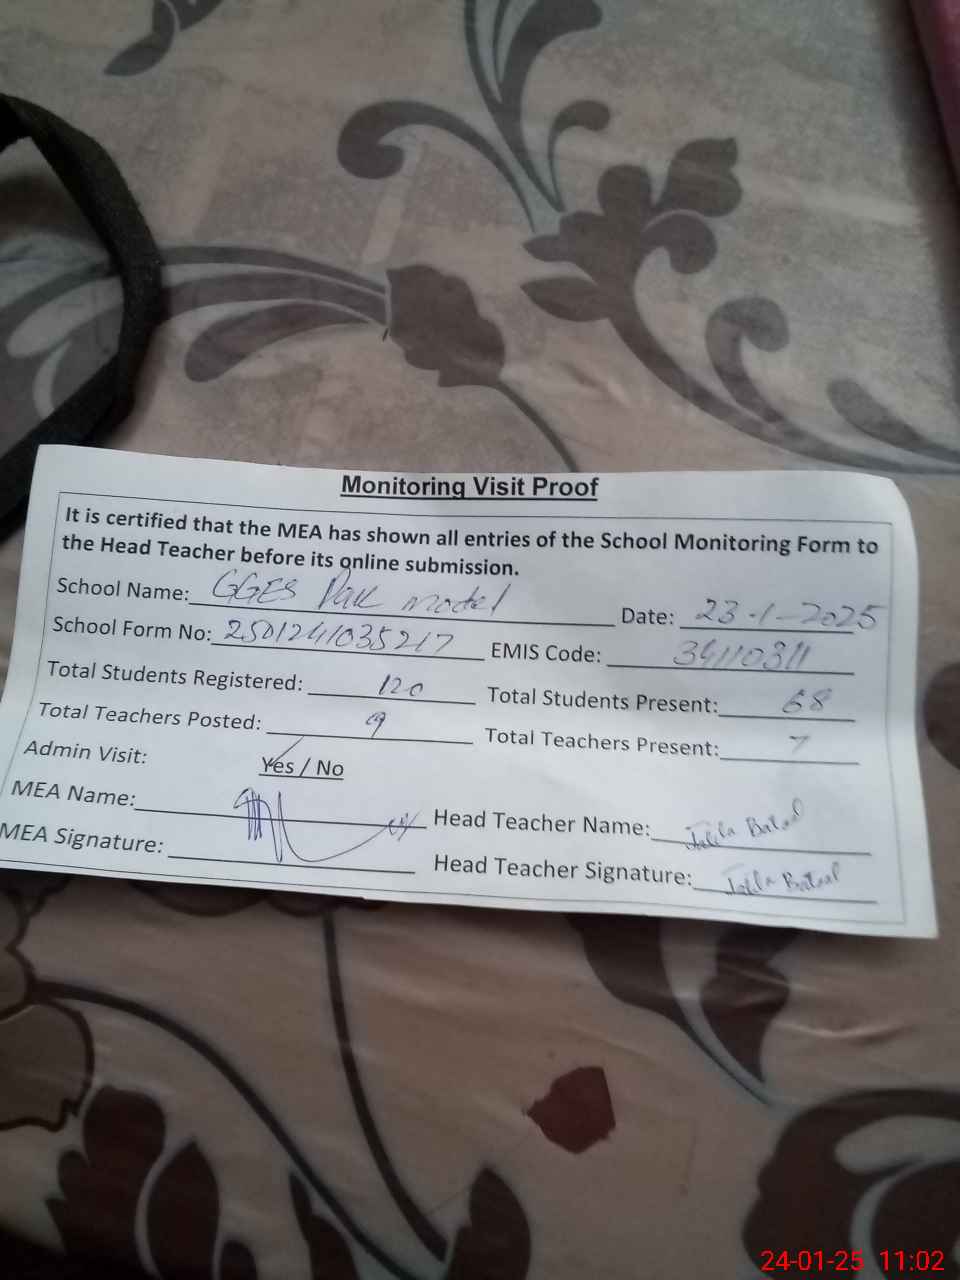 Monitoring Visit Proof
It is certified that the MEA has shown all entries of the School Monitoring Form to
the Head Teacher before its online submission.
School Name: GGES Pak model Date: 23-1-2025
School Form No: 2501241035217 EMIS Code: 34110311
Total Students Registered: 120 Total Students Present: 68
Total Teachers Posted: 9 Total Teachers Present: 7
Admin Visit: Yes / No
MEA Name: Head Teacher Name:
MEA Signature: Head Teacher Signature:
24-01-25 11:02